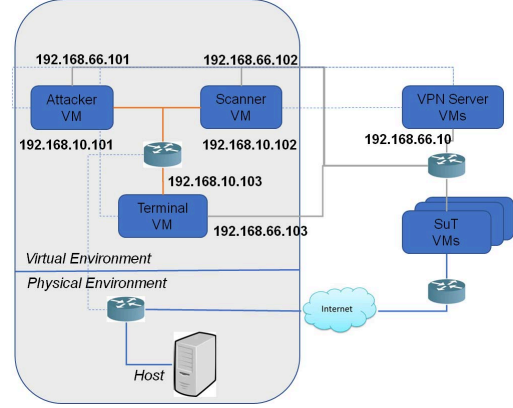 192.168.66.101
192.168.66.102
Attacker
VM
Scanner
VM
VPN Server
VMs
192.168.10.101
192.168.10.102
192.168.66.10
192.168.10.103
Terminal
VM
192.168.66.103
SuT
VMs
Virtual Environment
Physical Environment
Internet
Host